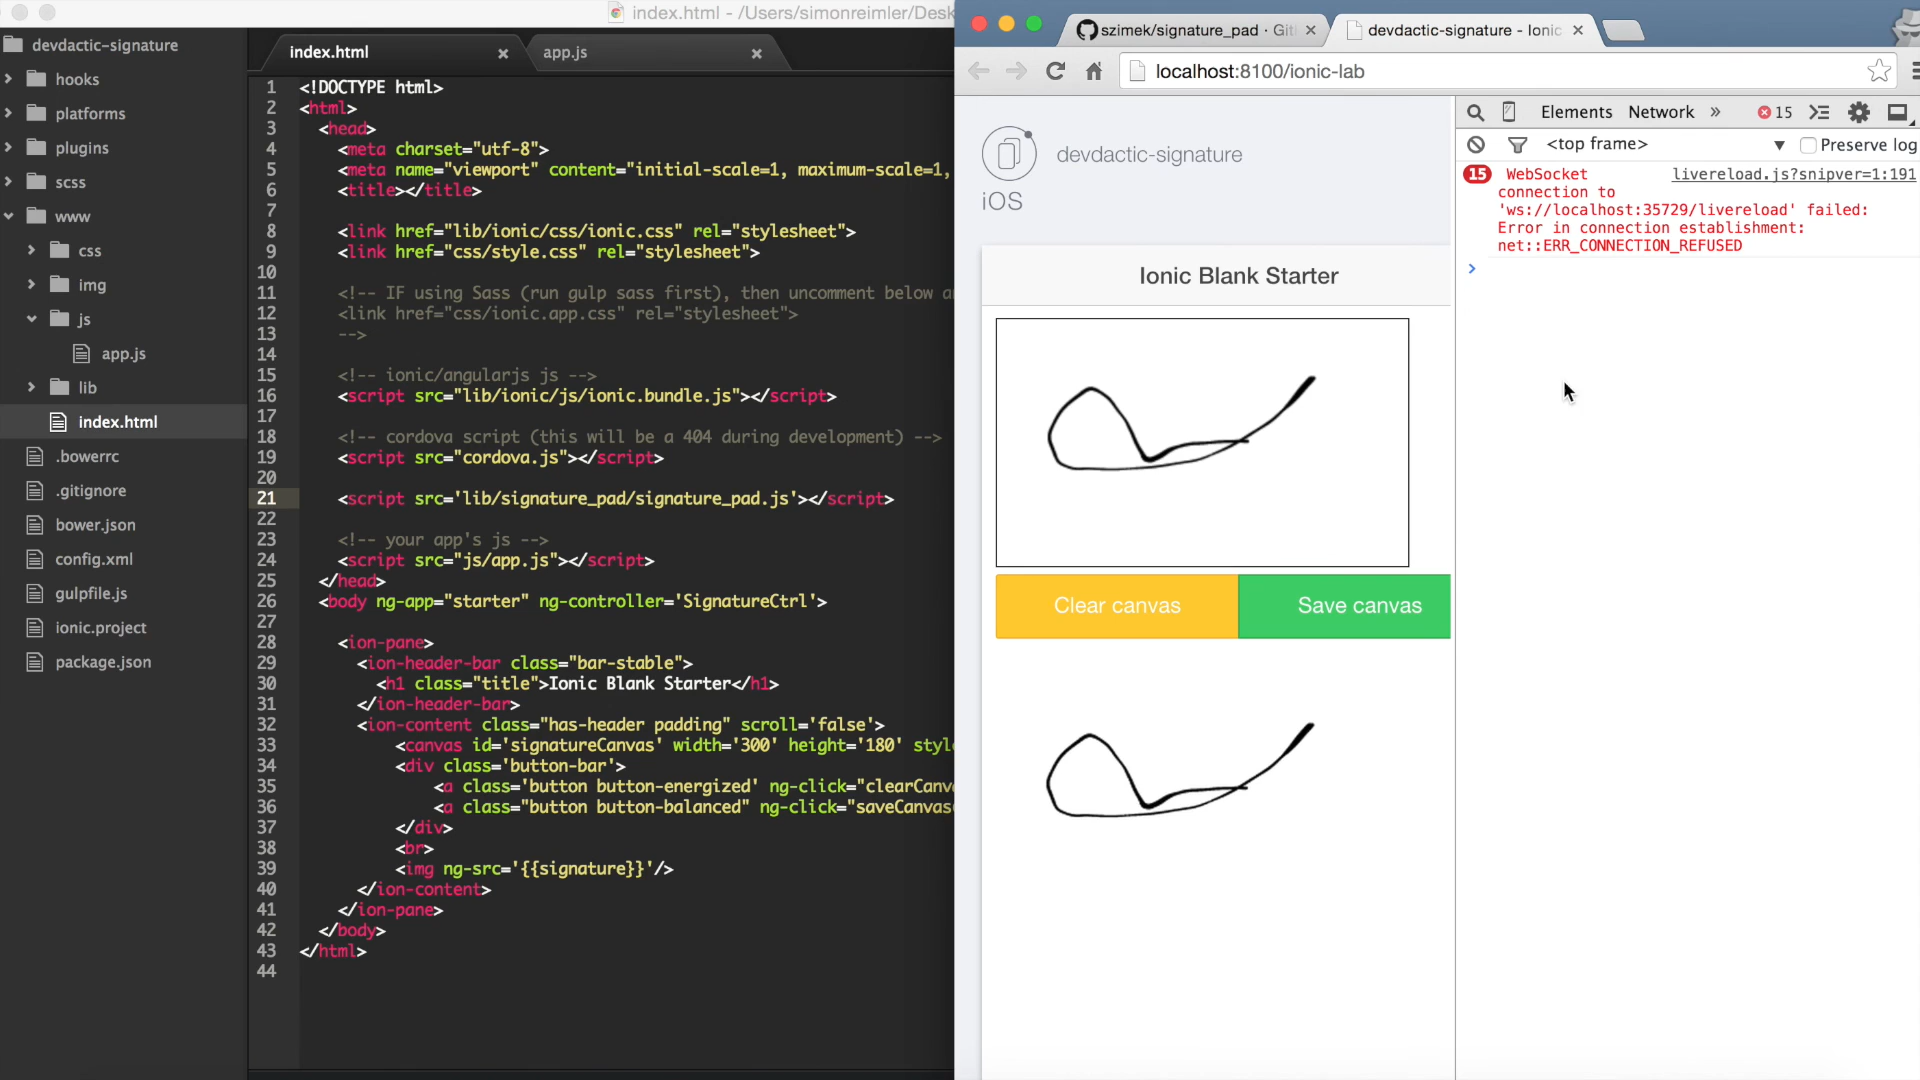 index.html - /Users/simonreimler/Desk
devdactic-signature
hooks
platforms
plugins
scss
www
css
img
js
app.js
lib
index.html
.bowerrc
.gitignore
bower.json
config.xml
gulpfile.js
ionic.project
package.json
index.html
app.js
1 <!DOCTYPE html>
2 <html>
3 <head>
4 <meta charset="utf-8">
5 <meta name="viewport" content="initial-scale=1, maximum-scale=1,
6 <title></title>
7
8 <link href="lib/ionic/css/ionic.css" rel="stylesheet">
9 <link href="css/style.css" rel="stylesheet">
10
11 <!-- IF using Sass (run gulp sass first), then uncomment below a
12 <link href="css/ionic.app.css" rel="stylesheet">
13 -->
14
15 <!-- ionic/angularjs js -->
16 <script src="lib/ionic/js/ionic.bundle.js"></script>
17
18 <!-- cordova script (this will be a 404 during development) -->
19 <script src="cordova.js"></script>
20
21 <script src='lib/signature_pad/signature_pad.js'></script>
22
23 <!-- your app's js -->
24 <script src="js/app.js"></script>
25 </head>
26 <body ng-app="starter" ng-controller='SignatureCtrl'>
27
28 <ion-pane>
29 <ion-header-bar class="bar-stable">
30 <h1 class="title">Ionic Blank Starter</h1>
31 </ion-header-bar>
32 <ion-content class="has-header padding" scroll='false'>
33 <canvas id='signatureCanvas' width='300' height='180' styl
34 <div class='button-bar'>
35 <a class='button button-energized' ng-click="clearCanv
36 <a class="button button-balanced" ng-click="saveCanvas
37 </div>
38 <br>
39 <img ng-src='{{signature}}'/>
40 </ion-content>
41 </ion-pane>
42 </body>
43 </html>
44
szimek/signature_pad · Git
devdactic-signature - Ionic
localhost:8100/ionic-lab
devdactic-signature
iOS
Ionic Blank Starter
Clear canvas
Save canvas
Elements Network » 15
<top frame> Preserve log
15 WebSocket livereload.js?snipver=1:191
connection to
'ws://localhost:35729/livereload' failed:
Error in connection establishment:
net::ERR_CONNECTION_REFUSED